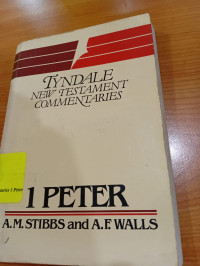 TYNDALE
NEW TESTAMENT
COMMENTARIES
1 PETER
A.M. STIBBS and A.F. WALLS